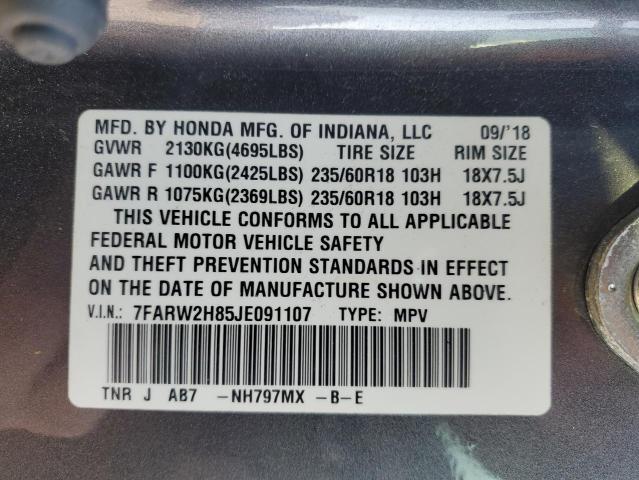 MFD. BY HONDA MFG. OF INDIANA, LLC 09/'18
GVWR 2130KG(4695LBS) TIRE SIZE RIM SIZE
GAWR F 1100KG(2425LBS) 235/60R18 103H 18X7.5J
GAWR R 1075KG(2369LBS) 235/60R18 103H 18X7.5J
THIS VEHICLE CONFORMS TO ALL APPLICABLE
FEDERAL MOTOR VEHICLE SAFETY
AND THEFT PREVENTION STANDARDS IN EFFECT
ON THE DATE OF MANUFACTURE SHOWN ABOVE.
V.I.N.: 7FARW2H85JE091107 TYPE: MPV
TNR J AB7 -NH797MX -B-E